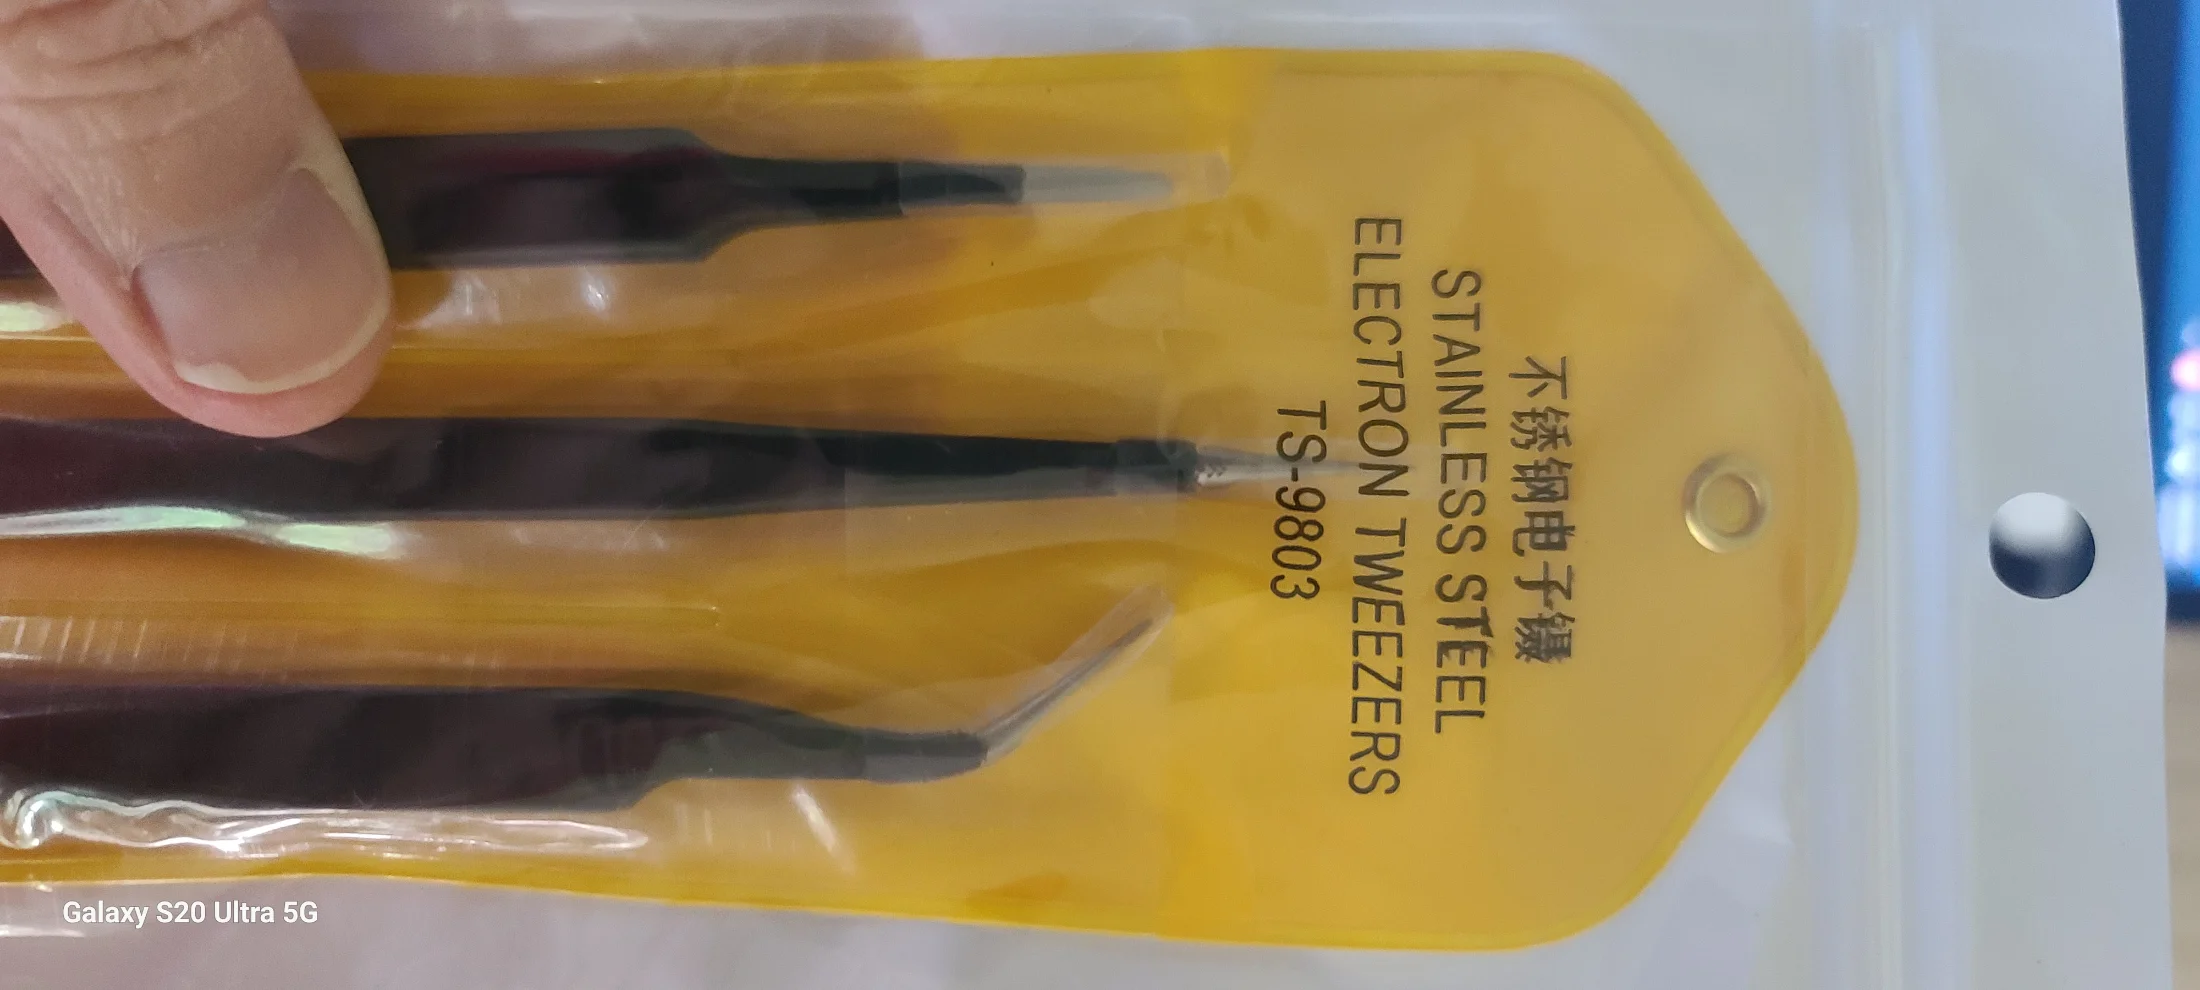 不锈钢电子镊
STAINLESS STEEL
ELECTRON TWEEZERS
TS-9803
Galaxy S20 Ultra 5G